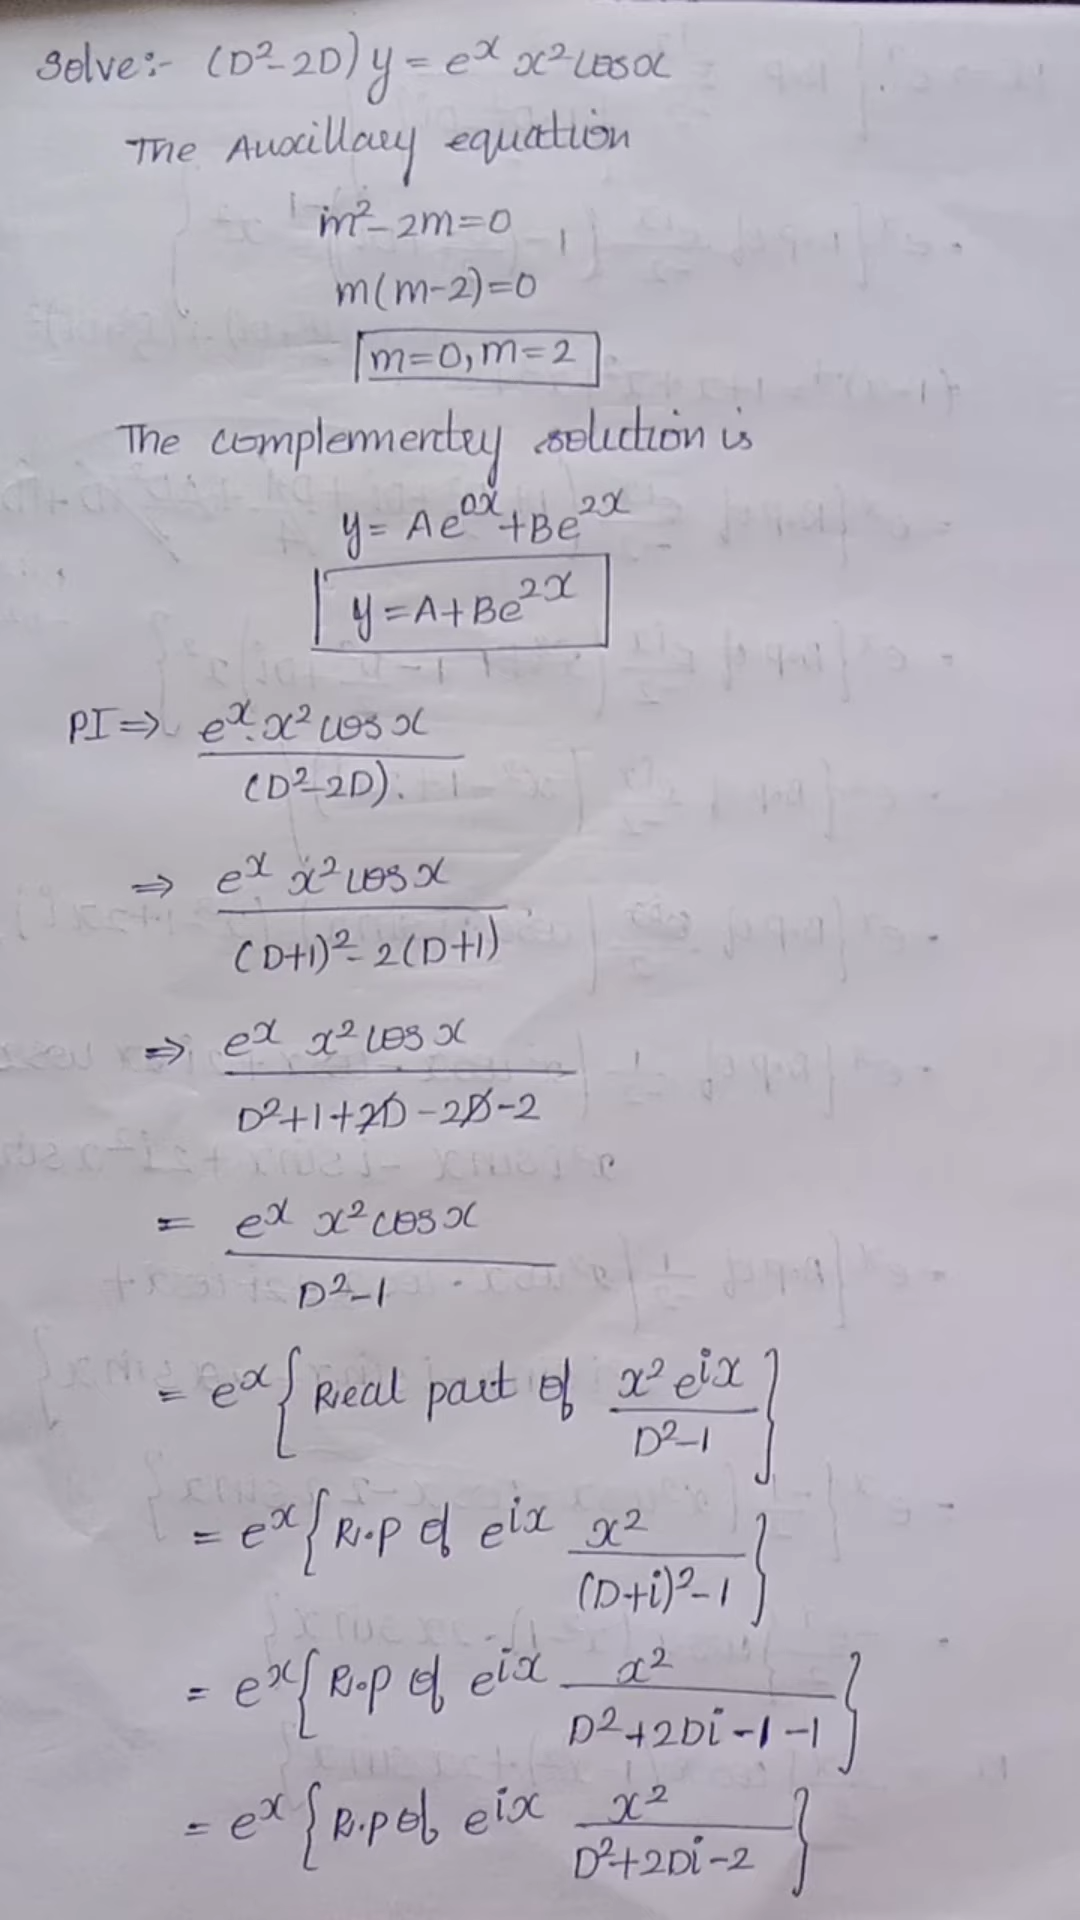 Solve:- (D²-2D) y = eˣ x² cosx
The Auxillary equation
m²-2m=0
m(m-2)=0
m=0, m=2
The complementry solution is
y = Ae⁰ˣ + Be²ˣ
y = A + Be²ˣ
PI ⇒ eˣ. x² cos x / (D²-2D).
⇒ eˣ x² cos x / (D+1)² - 2(D+1)
⇒ eˣ x² cos x / D²+1+2D-2D-2
= eˣ x² cos x / D²-1
= eˣ { Real part of x² eⁱˣ / D²-1 }
= eˣ { R.P of eⁱˣ x² / (D+i)²-1 }
= eˣ { R.P of eⁱˣ x² / D²+2Di-1-1 }
= eˣ { R.P of eⁱˣ x² / D²+2Di-2 }